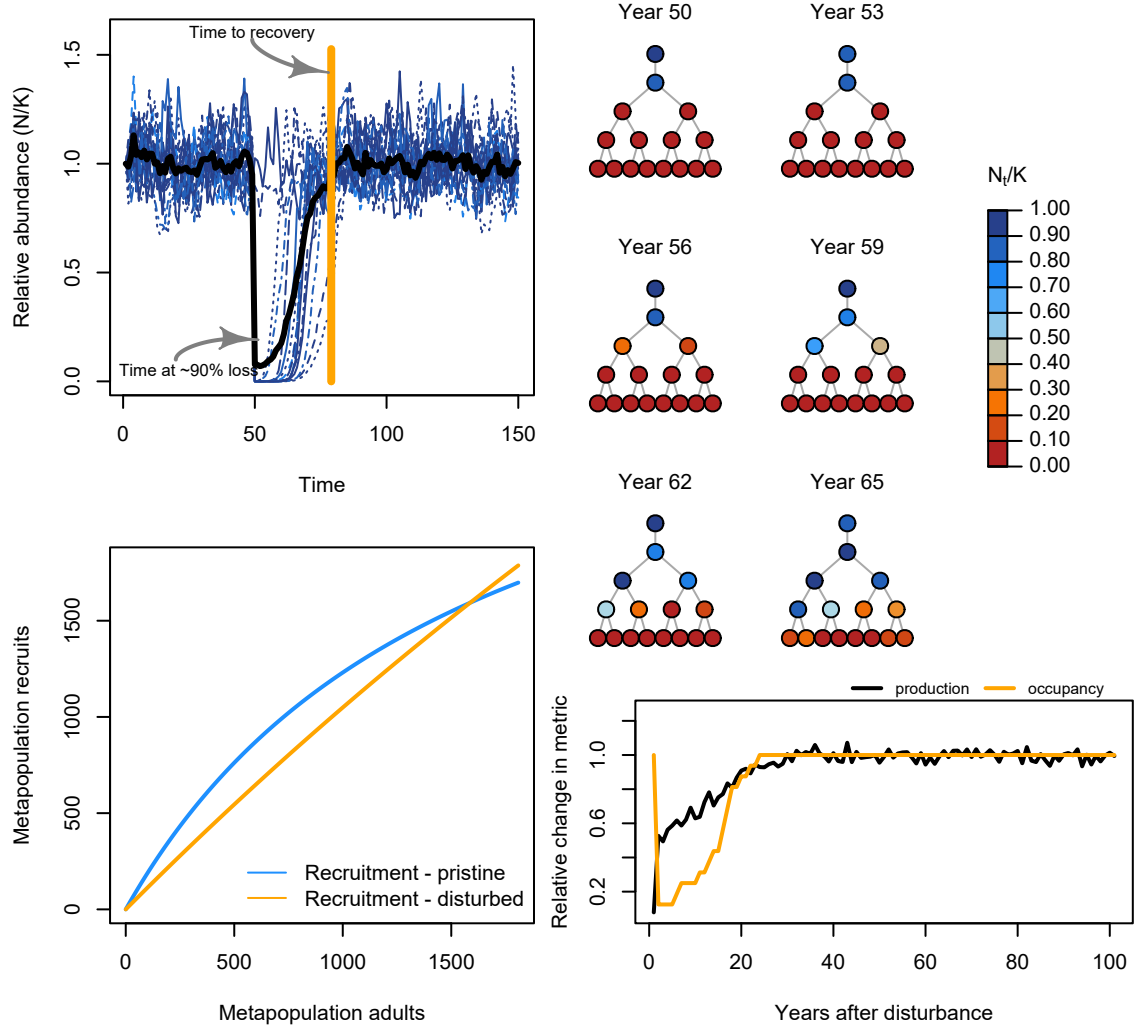 Relative abundance (N/K)
1.5
1.0
0.5
0.0
Time to recovery
Time at ~90% loss
0
50
100
150
Time
Year 50
Year 53
Year 56
Year 59
Year 62
Year 65
Nt/K
1.00
0.90
0.80
0.70
0.60
0.50
0.40
0.30
0.20
0.10
0.00
Metapopulation recruits
1500
1000
500
0
Recruitment - pristine
Recruitment - disturbed
0
500
1000
1500
Metapopulation adults
production
occupancy
Relative change in metric
1.0
0.6
0.2
0
20
40
60
80
100
Years after disturbance